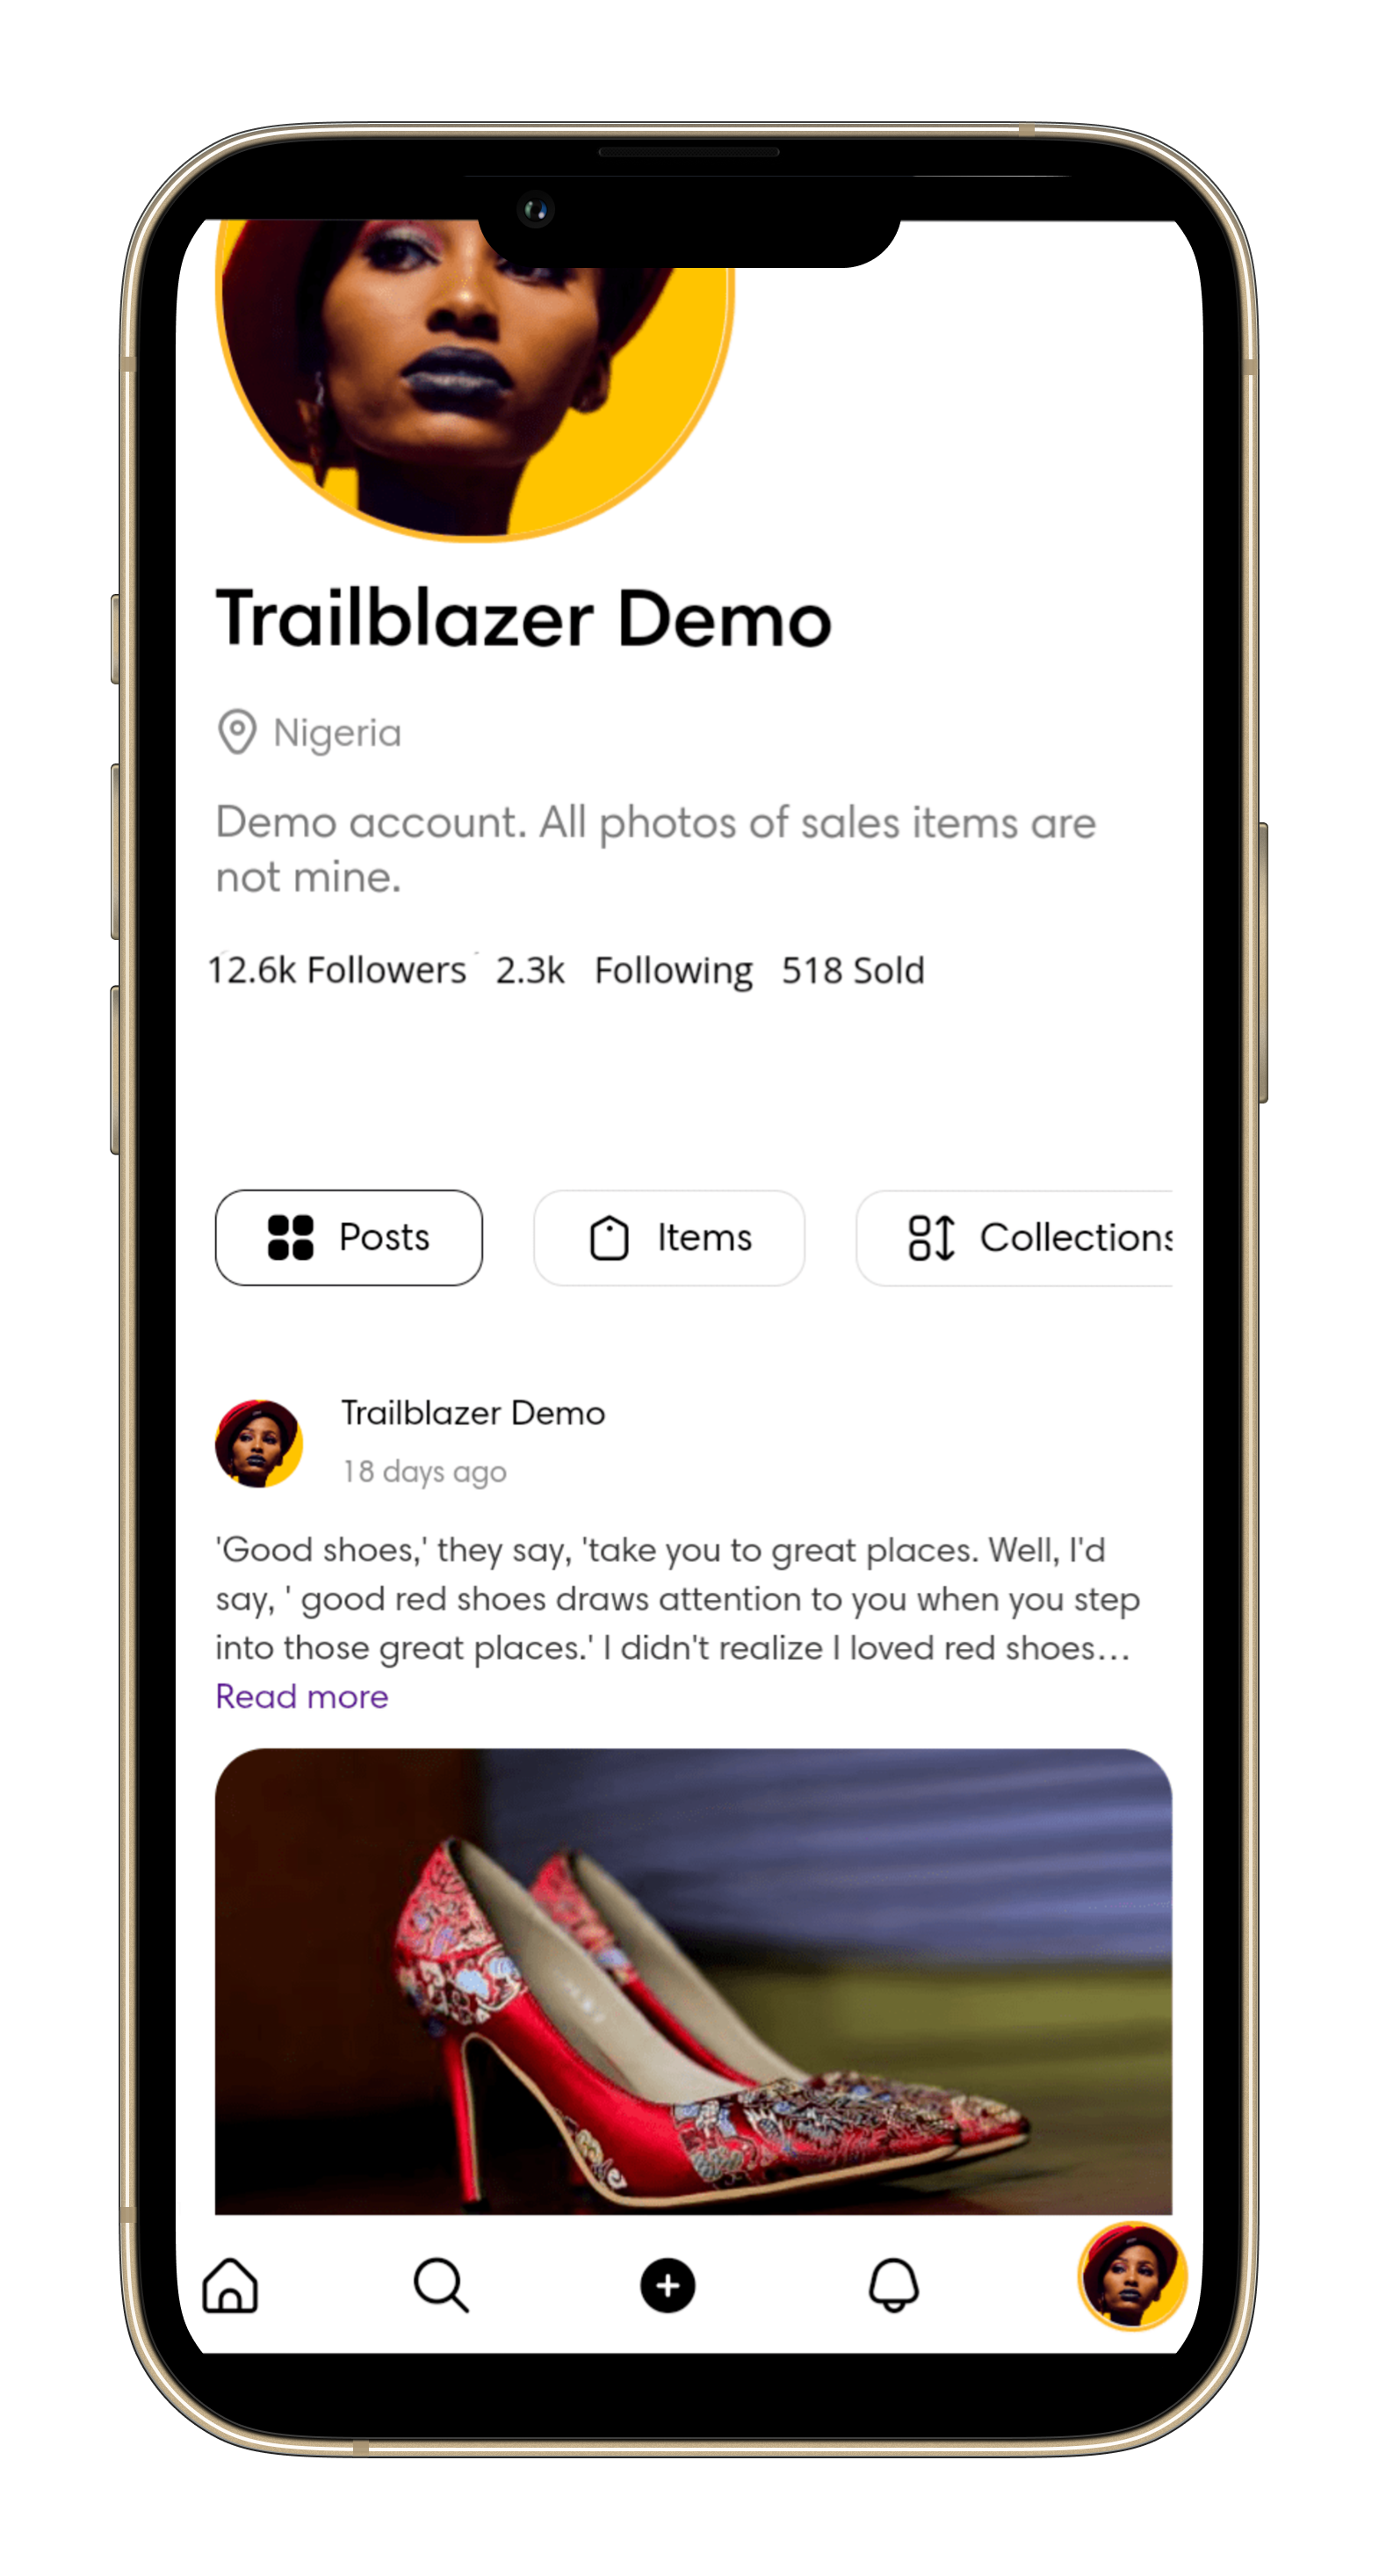 Trailblazer Demo
Nigeria
Demo account. All photos of sales items are
not mine.
12.6k Followers 2.3k Following 518 Sold
Posts Items Collections
Trailblazer Demo
18 days ago
'Good shoes,' they say, 'take you to great places. Well, I'd
say, ' good red shoes draws attention to you when you step
into those great places.' I didn't realize I loved red shoes...
Read more